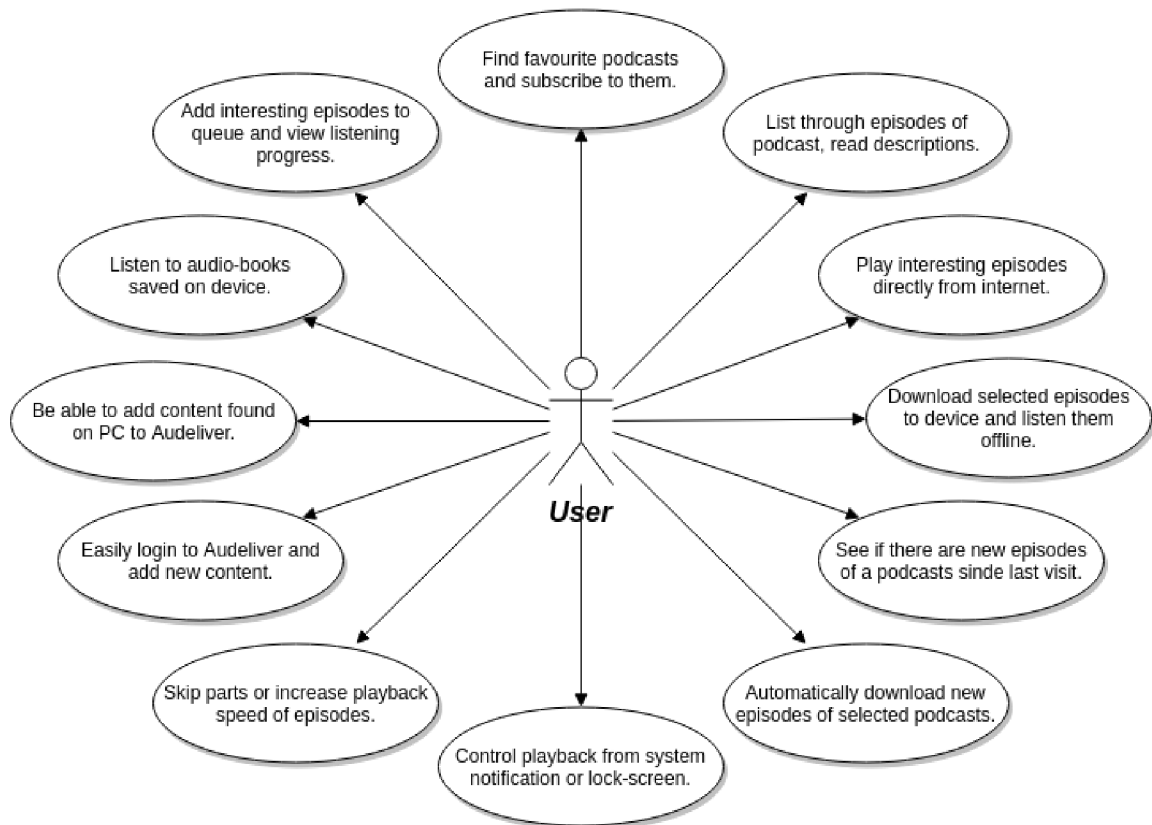 Find favourite podcasts
and subscribe to them.
Add interesting episodes to
queue and view listening
progress.
List through episodes of
podcast, read descriptions.
Listen to audio-books
saved on device.
Play interesting episodes
directly from internet.
Be able to add content found
on PC to Audeliver.
Download selected episodes
to device and listen them
offline.
User
Easily login to Audeliver and
add new content.
See if there are new episodes
of a podcasts sinde last visit.
Skip parts or increase playback
speed of episodes.
Automatically download new
episodes of selected podcasts.
Control playback from system
notification or lock-screen.